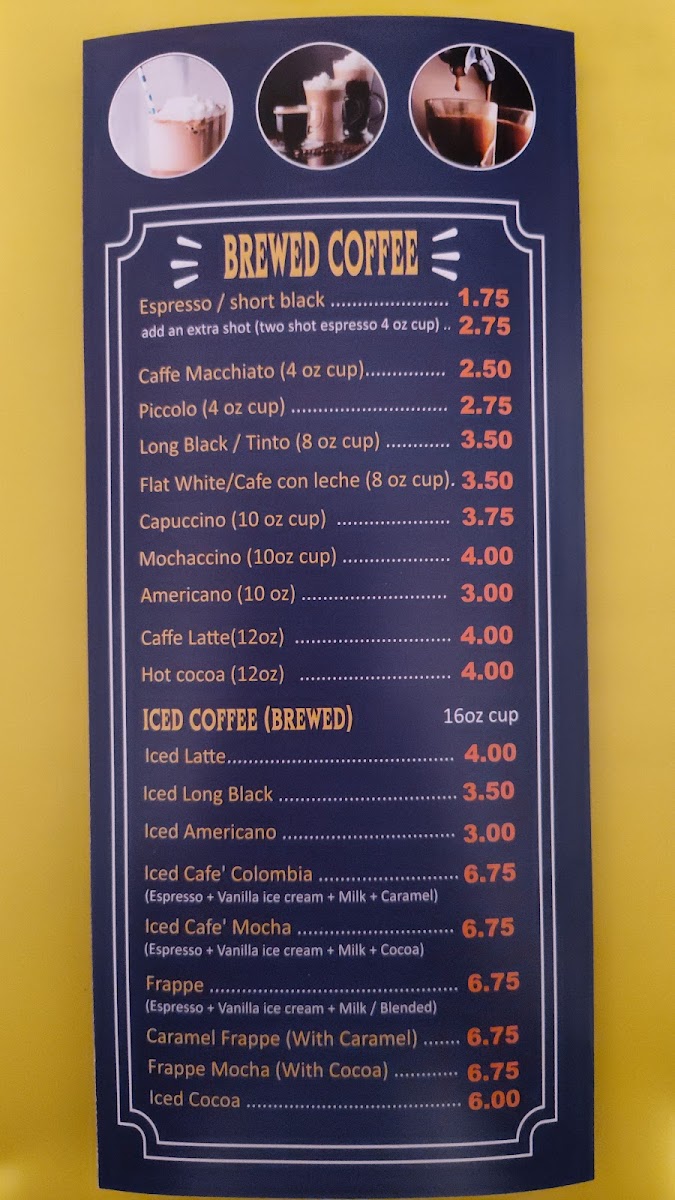 BREWED COFFEE
Espresso / short black ...................... 1.75
add an extra shot (two shot espresso 4 oz cup) .. 2.75
Caffe Macchiato (4 oz cup)............... 2.50
Piccolo (4 oz cup) ............................. 2.75
Long Black / Tinto (8 oz cup) ............ 3.50
Flat White/Cafe con leche (8 oz cup). 3.50
Capuccino (10 oz cup) ..................... 3.75
Mochaccino (10oz cup) .................... 4.00
Americano (10 oz) ........................... 3.00
Caffe Latte(12oz) ............................. 4.00
Hot cocoa (12oz) ............................ 4.00
ICED COFFEE (BREWED) 16oz cup
Iced Latte.......................................... 4.00
Iced Long Black ................................. 3.50
Iced Americano ................................ 3.00
Iced Cafe' Colombia .......................... 6.75
(Espresso + Vanilla ice cream + Milk + Caramel)
Iced Cafe' Mocha ............................. 6.75
(Espresso + Vanilla ice cream + Milk + Cocoa)
Frappe .............................................. 6.75
(Espresso + Vanilla ice cream + Milk / Blended)
Caramel Frappe (With Caramel) ....... 6.75
Frappe Mocha (With Cocoa) ............ 6.75
Iced Cocoa ........................................ 6.00